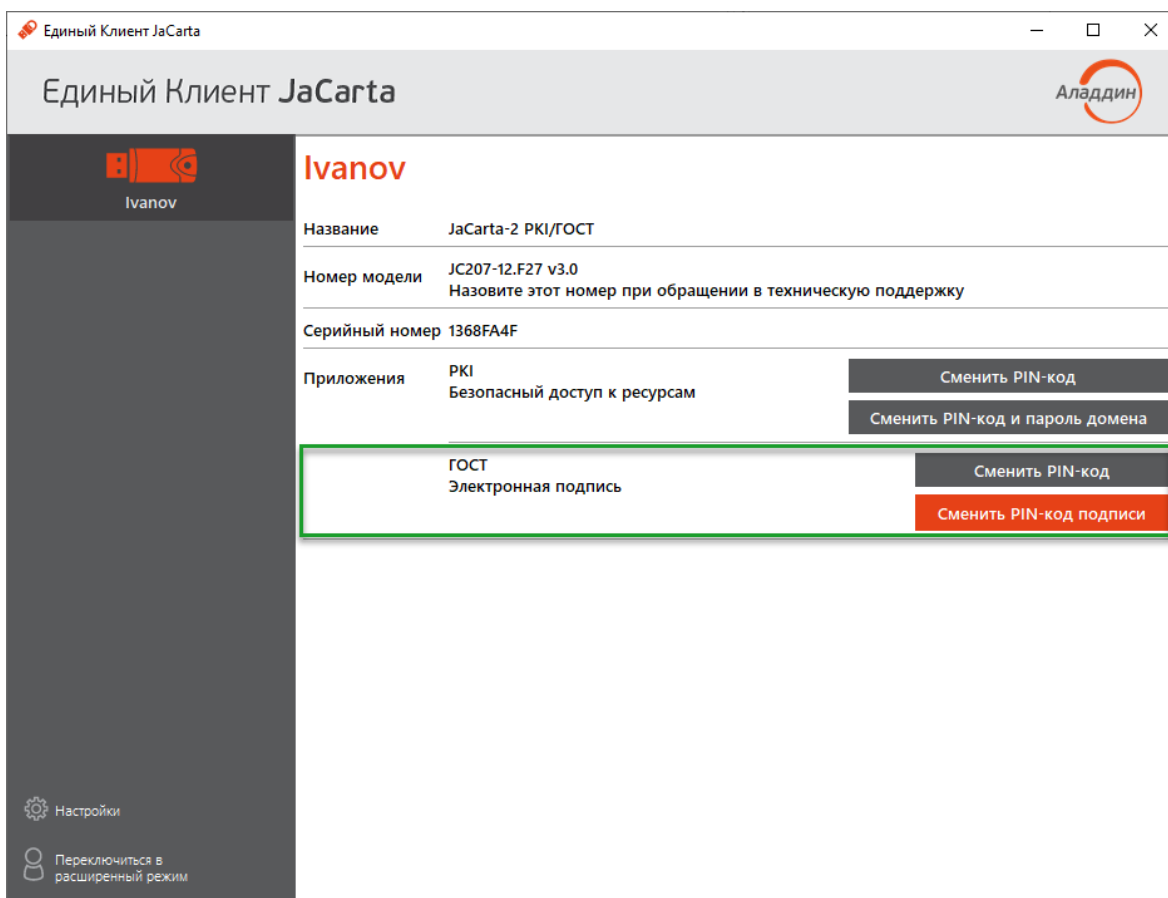 Единый Клиент JaCarta
Единый Клиент JaCarta
Аладдин
Ivanov
Ivanov
Название JaCarta-2 PKI/ГОСТ
Номер модели JC207-12.F27 v3.0
Назовите этот номер при обращении в техническую поддержку
Серийный номер 1368FA4F
Приложения PKI
Безопасный доступ к ресурсам
Сменить PIN-код
Сменить PIN-код и пароль домена
ГОСТ
Электронная подпись
Сменить PIN-код
Сменить PIN-код подписи
Настройки
Переключиться в
расширенный режим